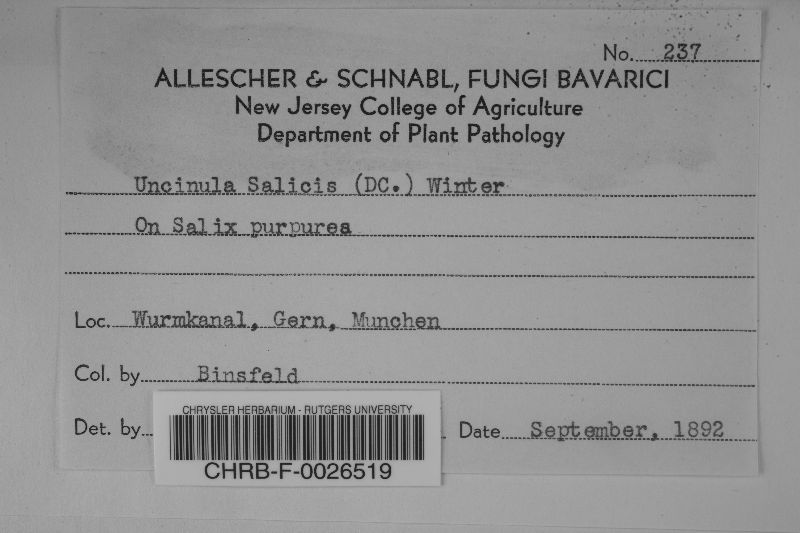 No. 237
ALLESCHER & SCHNABL, FUNGI BAVARICI
New Jersey College of Agriculture
Department of Plant Pathology
Uncinula Salicis (DC.) Winter
On Salix purpurea
Loc. Wurmkanal, Gern, Munchen
Col. by Binsfeld
Det. by Date September, 1892
CHRYSLER HERBARIUM - RUTGERS UNIVERSITY
CHRB-F-0026519